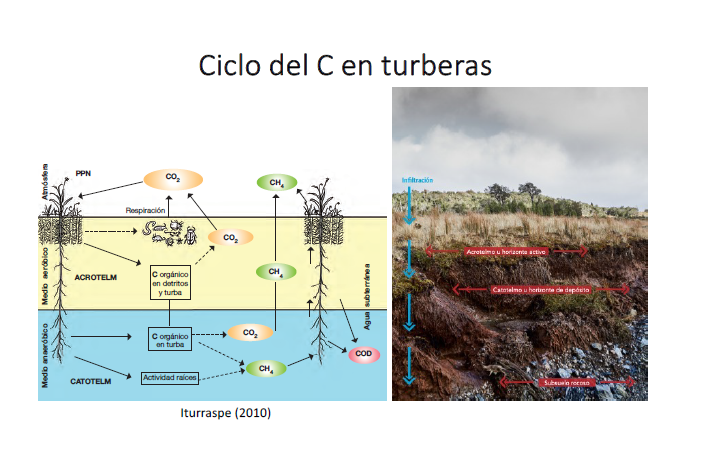 Ciclo del C en turberas
Atmósfera
PPN
CO2
CH4
Respiración
CO2
Medio aeróbico
ACROTELM
C orgánico
en detritos
y turba
CH4
Agua subterránea
Medio anaeróbico
C orgánico
en turba
CO2
CH4
COD
Actividad raíces
CATOTELM
Iturraspe (2010)
Infiltración
Acrotelmo u horizonte activo
Catotelmo u horizonte de depósito
Subsuelo rocoso